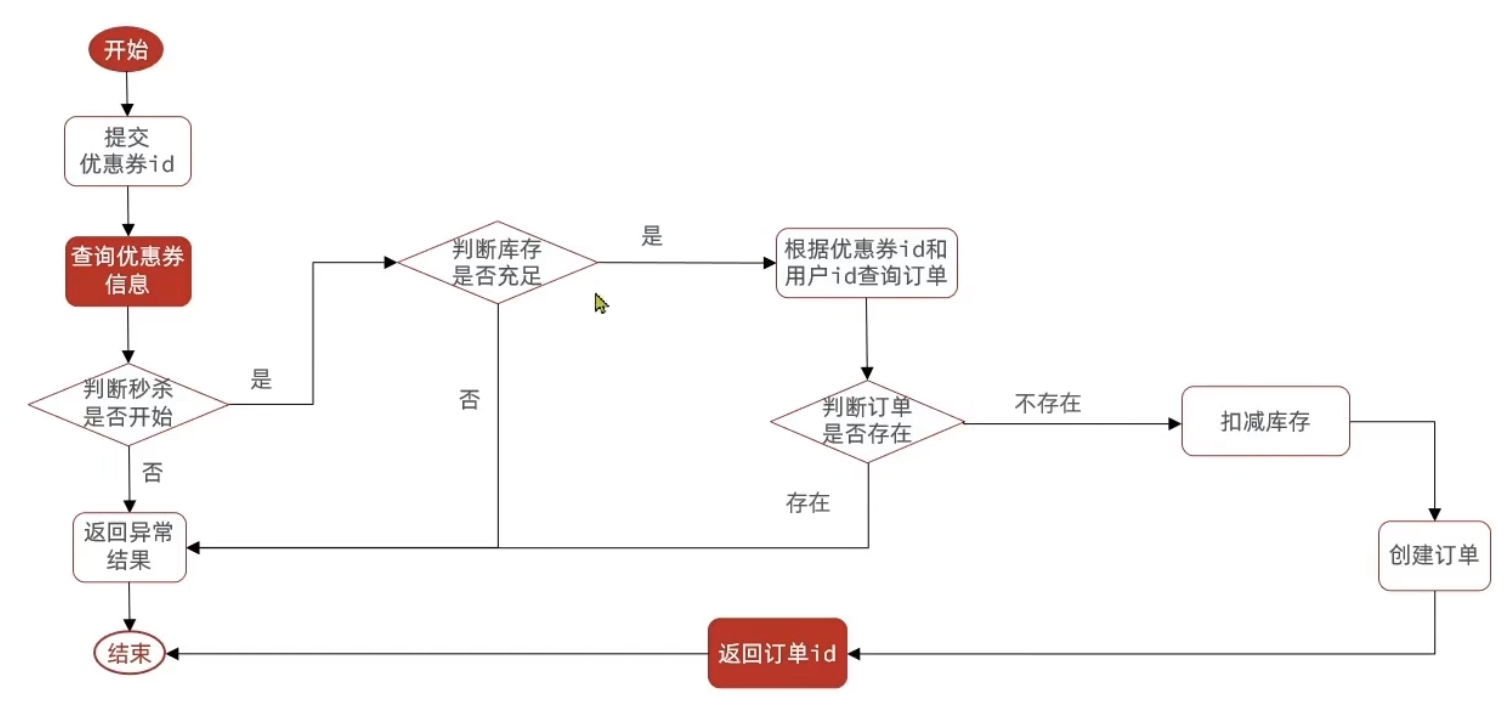 开始
提交
优惠券id
查询优惠券
信息
判断秒杀
是否开始
是
否
返回异常
结果
结束
判断库存
是否充足
是
否
根据优惠券id和
用户id查询订单
判断订单
是否存在
不存在
存在
扣减库存
创建订单
返回订单id